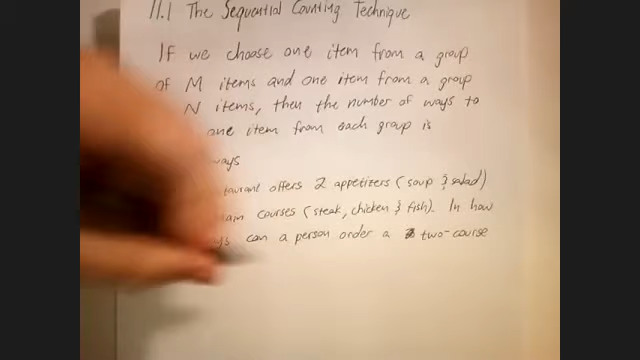 11.1 The Sequential Counting Technique
If we choose one item from a group
of M items and one item from a group
N items, then the number of ways to
one item from each group is
ways
offers 2 appetizers (soup & salad)
courses (steak, chicken & fish). In how
can a person order a two-course